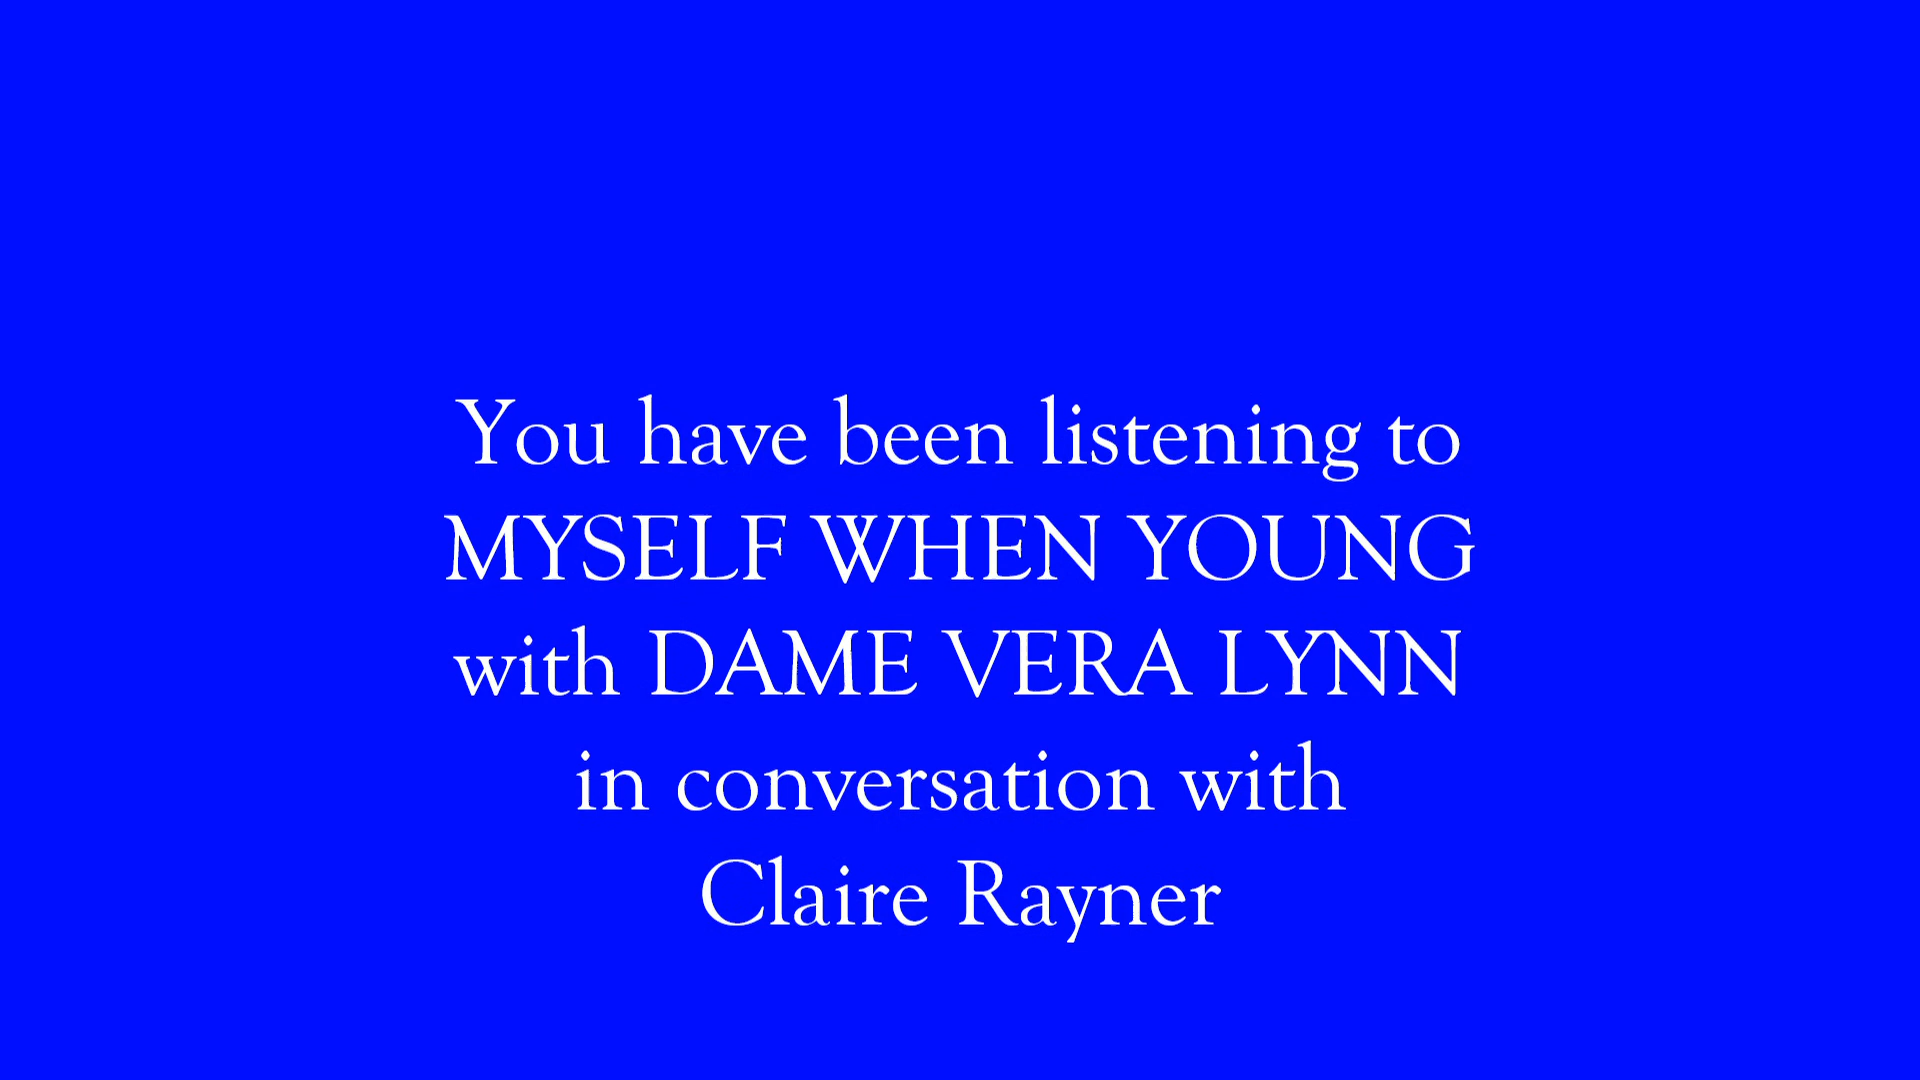 You have been listening to
MYSELF WHEN YOUNG
with DAME VERA LYNN
in conversation with
Claire Rayner